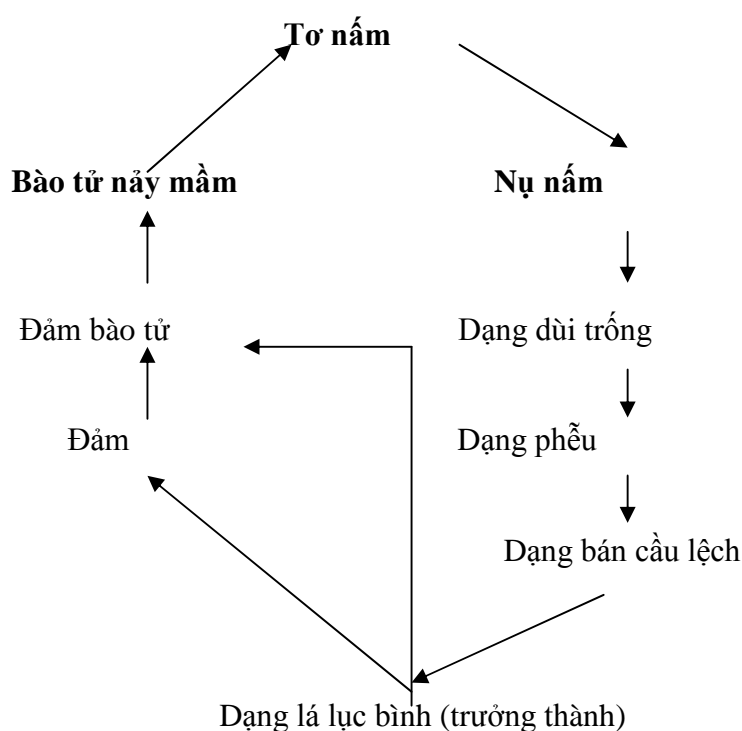 Tơ nấm
Bào tử nảy mầm
Nụ nấm
Đảm bào tử
Dạng dùi trống
Đảm
Dạng phễu
Dạng bán cầu lệch
Dạng lá lục bình (trưởng thành)